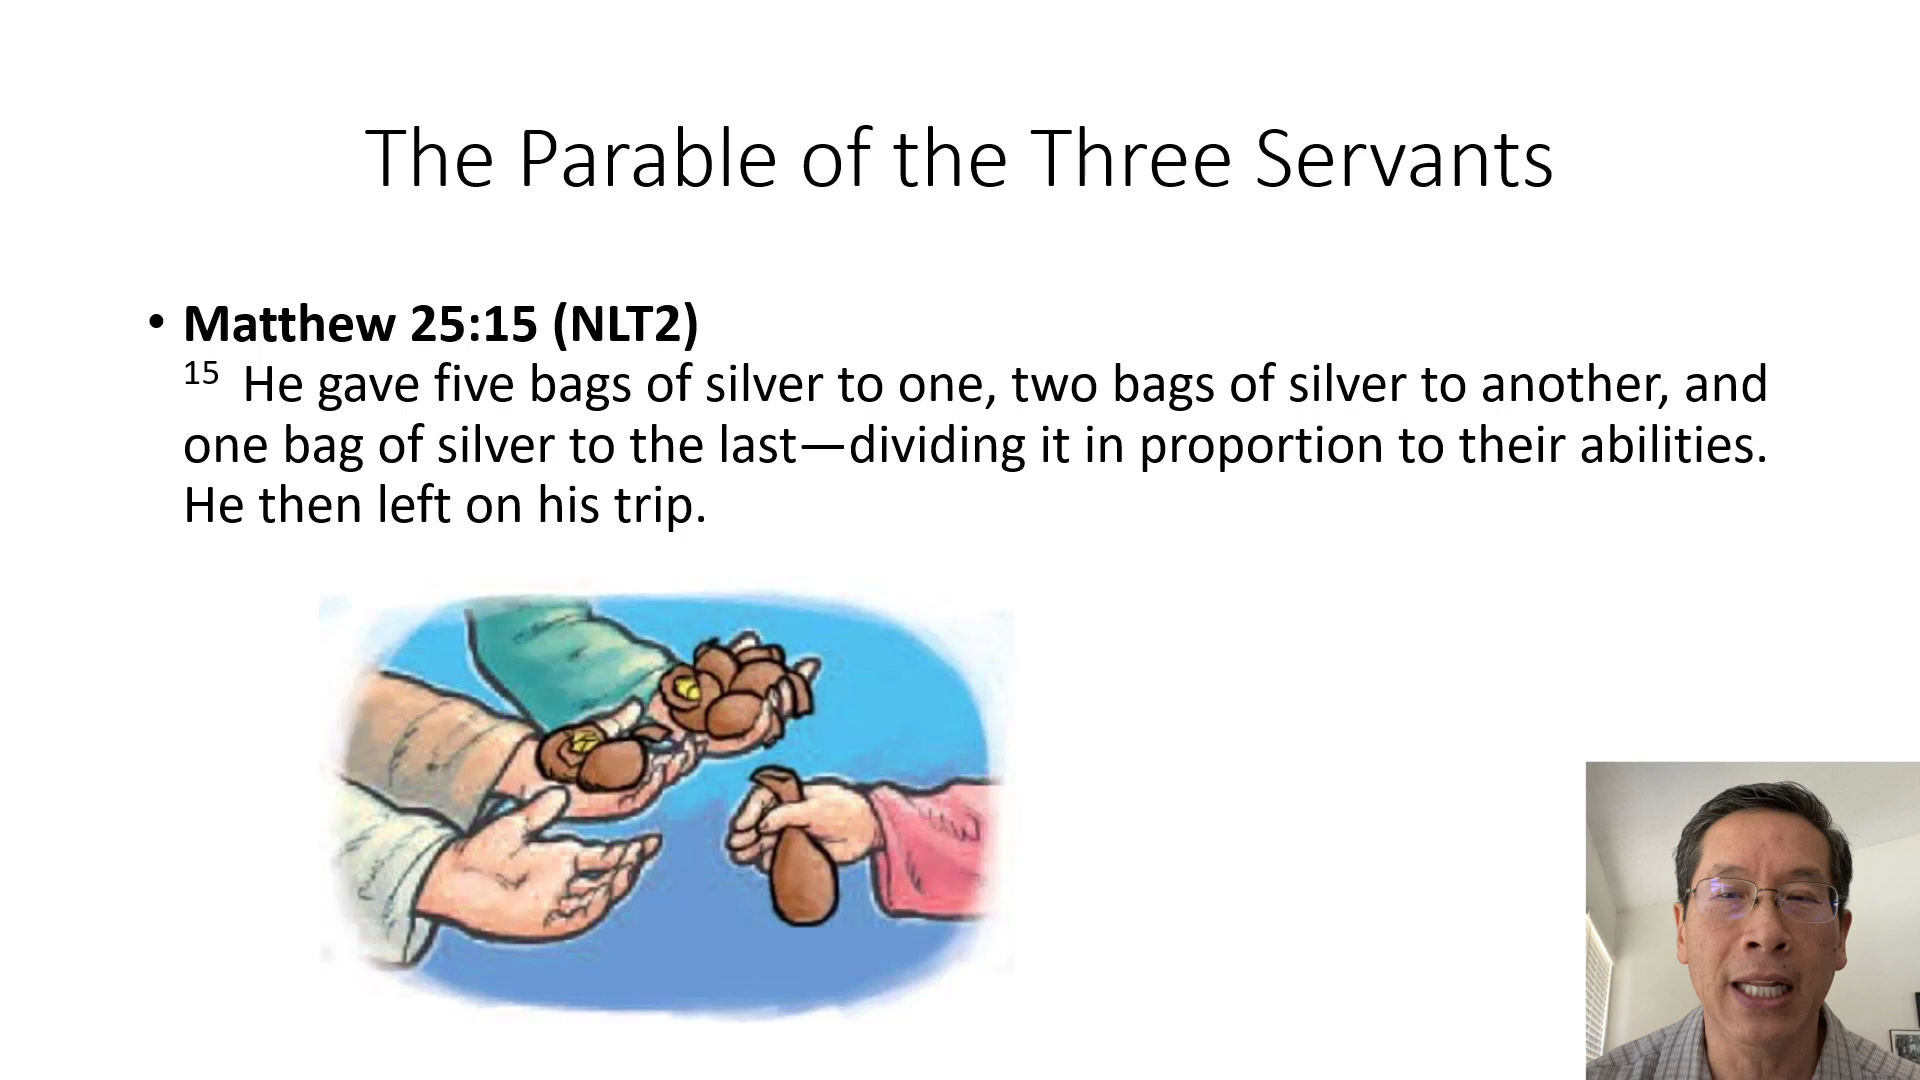 The Parable of the Three Servants
• Matthew 25:15 (NLT2)
15 He gave five bags of silver to one, two bags of silver to another, and
one bag of silver to the last—dividing it in proportion to their abilities.
He then left on his trip.